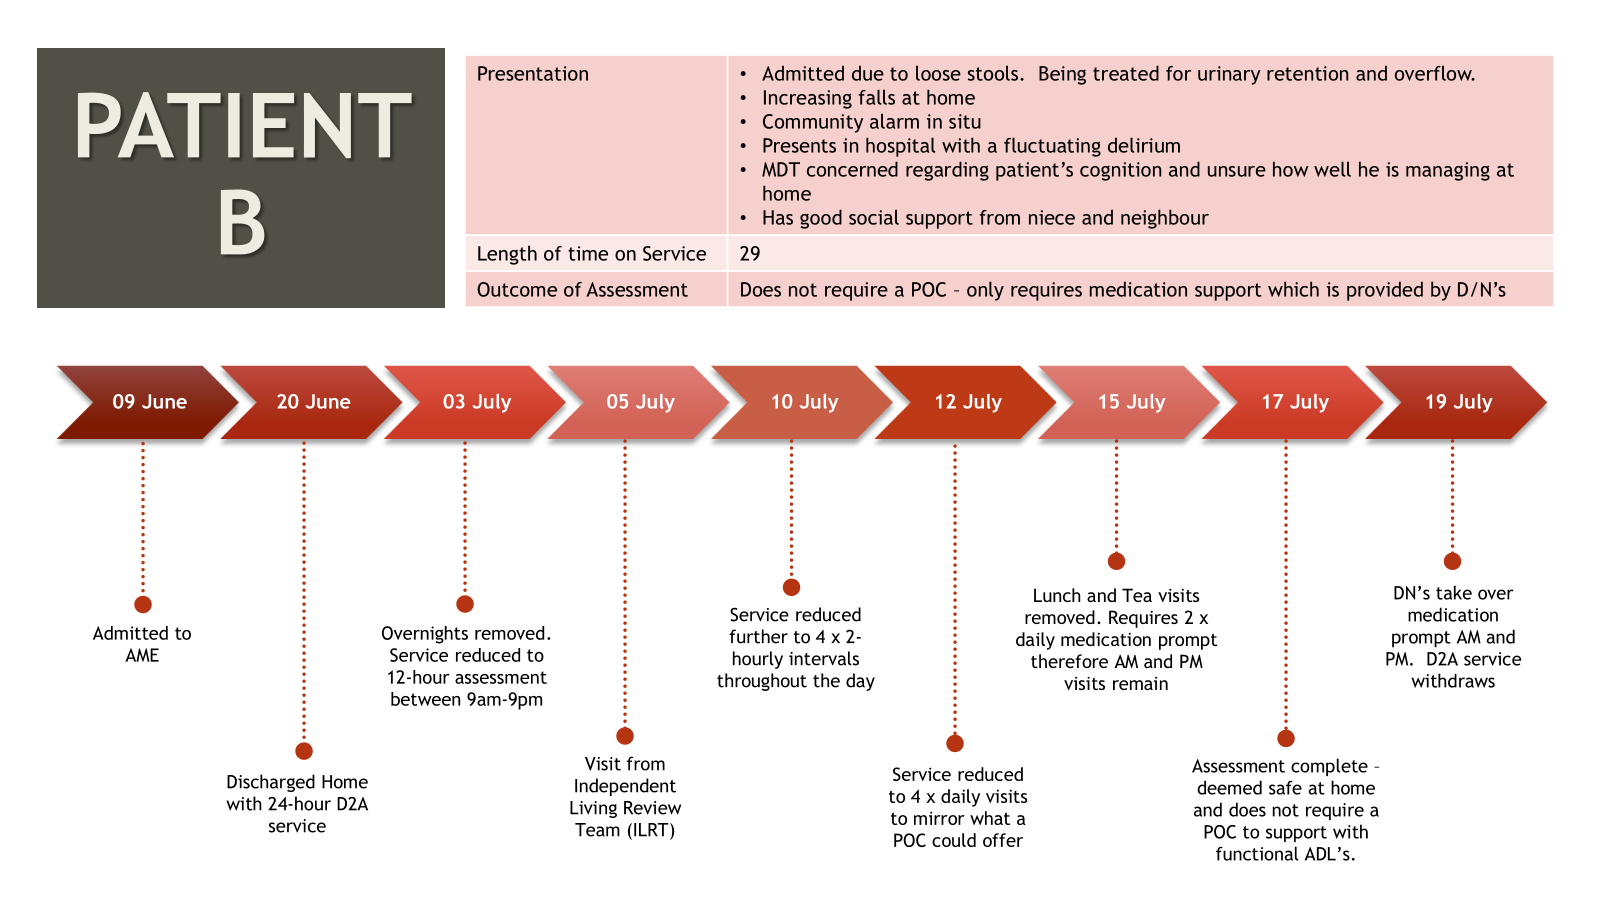 PATIENT
B
Presentation
• Admitted due to loose stools.  Being treated for urinary retention and overflow.
• Increasing falls at home
• Community alarm in situ
• Presents in hospital with a fluctuating delirium
• MDT concerned regarding patient’s cognition and unsure how well he is managing at
home
• Has good social support from niece and neighbour
Length of time on Service
29
Outcome of Assessment
Does not require a POC – only requires medication support which is provided by D/N’s
09 June
20 June
03 July
05 July
10 July
12 July
15 July
17 July
19 July
Admitted to
AME
Discharged Home
with 24-hour D2A
service
Overnights removed.
Service reduced to
12-hour assessment
between 9am-9pm
Visit from
Independent
Living Review
Team (ILRT)
Service reduced
further to 4 x 2-
hourly intervals
throughout the day
Service reduced
to 4 x daily visits
to mirror what a
POC could offer
Lunch and Tea visits
removed. Requires 2 x
daily medication prompt
therefore AM and PM
visits remain
Assessment complete –
deemed safe at home
and does not require a
POC to support with
functional ADL’s.
DN’s take over
medication
prompt AM and
PM.  D2A service
withdraws